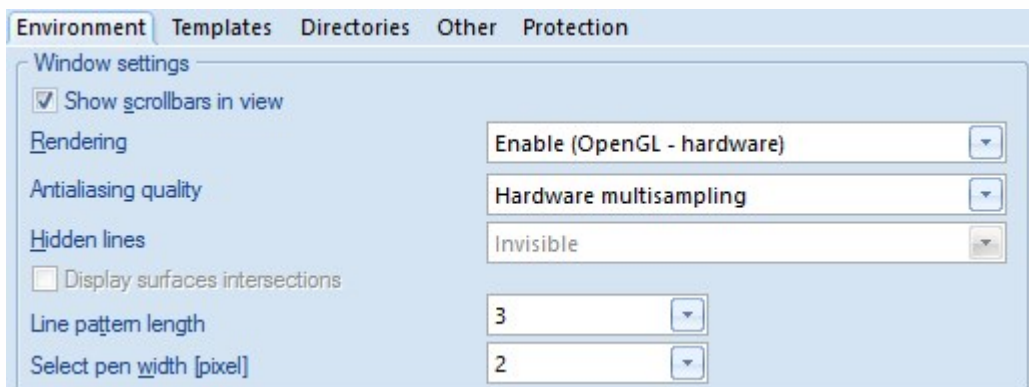 Environment Templates Directories Other Protection
Window settings
Show scrollbars in view
Rendering Enable (OpenGL - hardware)
Antialiasing quality Hardware multisampling
Hidden lines Invisible
Display surfaces intersections
Line pattern length 3
Select pen width [pixel] 2